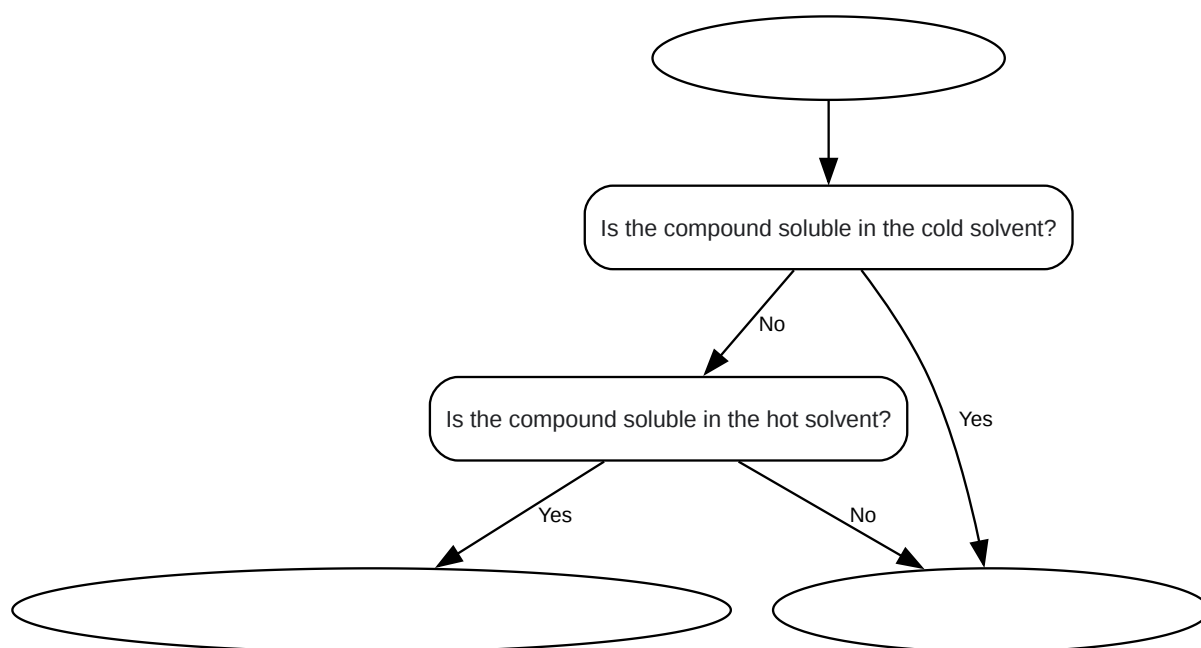 Is the compound soluble in the cold solvent?
No
Is the compound soluble in the hot solvent?
Yes
Yes
No